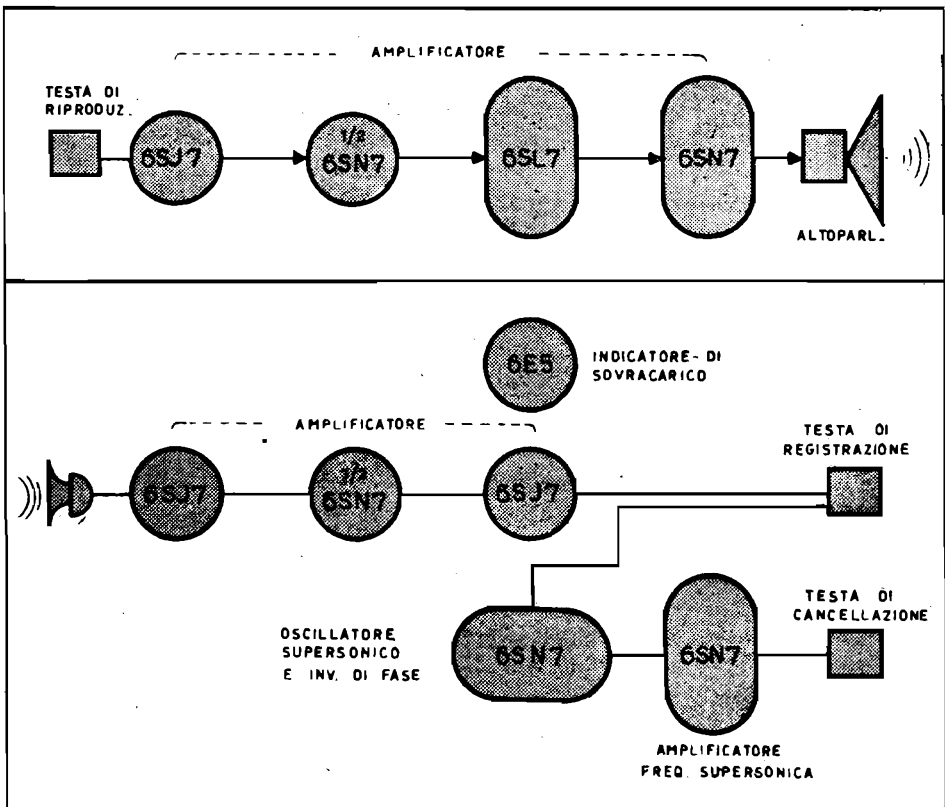 AMPLIFICATORE
TESTA DI
RIPRODUZ.
6SJ7
1/2
6SN7
6SL7
6SN7
ALTOPARL.
6E5
INDICATORE-DI
SOVRACARICO
AMPLIFICATORE
TESTA DI
REGISTRAZIONE
6SJ7
1/2
6SN7
6SJ7
TESTA DI
CANCELLAZIONE
OSCILLATORE
SUPERSONICO
E INV. DI FASE
6SN7
6SN7
AMPLIFICATORE
FREQ. SUPERSONICA